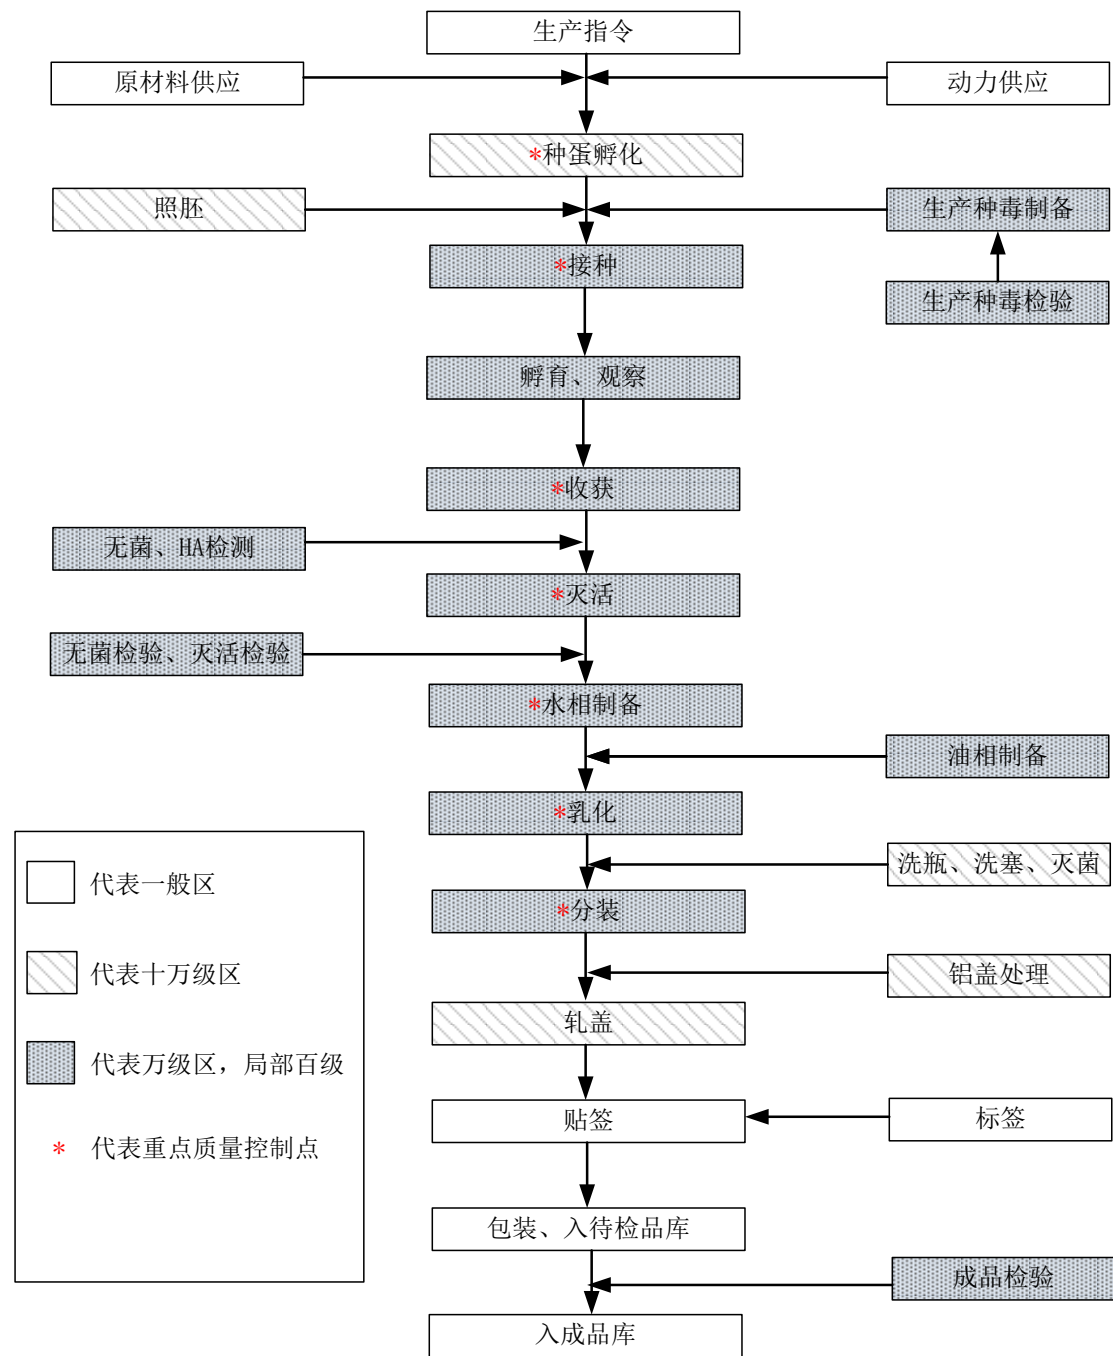 生产指令
原材料供应
动力供应
*种蛋孵化
照胚
生产种毒制备
*接种
生产种毒检验
孵育、观察
*收获
无菌、HA检测
*灭活
无菌检验、灭活检验
*水相制备
油相制备
*乳化
洗瓶、洗塞、灭菌
*分装
铝盖处理
轧盖
贴签
标签
包装、入待检品库
成品检验
入成品库
代表一般区
代表十万级区
代表万级区，局部百级
* 代表重点质量控制点